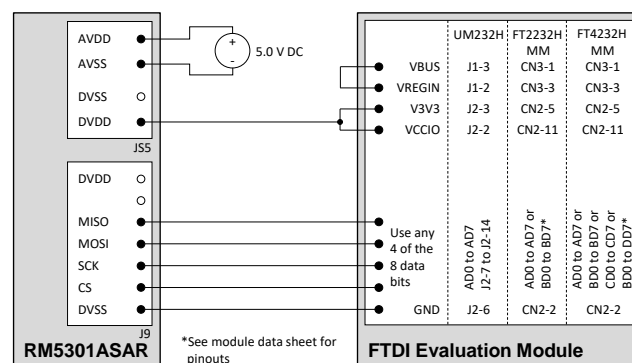 AVDD
AVSS
DVSS
DVDD
JS5
+
-
5.0 V DC
DVDD
MISO
MOSI
SCK
CS
DVSS
J9
RM5301ASAR
*See module data sheet for
pinouts
UM232H FT2232H FT4232H
MM MM
VBUS J1-3 CN3-1 CN3-1
VREGIN J1-2 CN3-3 CN3-3
V3V3 J2-3 CN2-5 CN2-5
VCCIO J2-2 CN2-11 CN2-11
Use any
4 of the
8 data
bits
AD0 to AD7
J2-7 to J2-14
AD0 to AD7 or
BD0 to BD7*
AD0 to AD7 or
BD0 to BD7 or
CD0 to CD7 or
BD0 to DD7*
GND J2-6 CN2-2 CN2-2
FTDI Evaluation Module